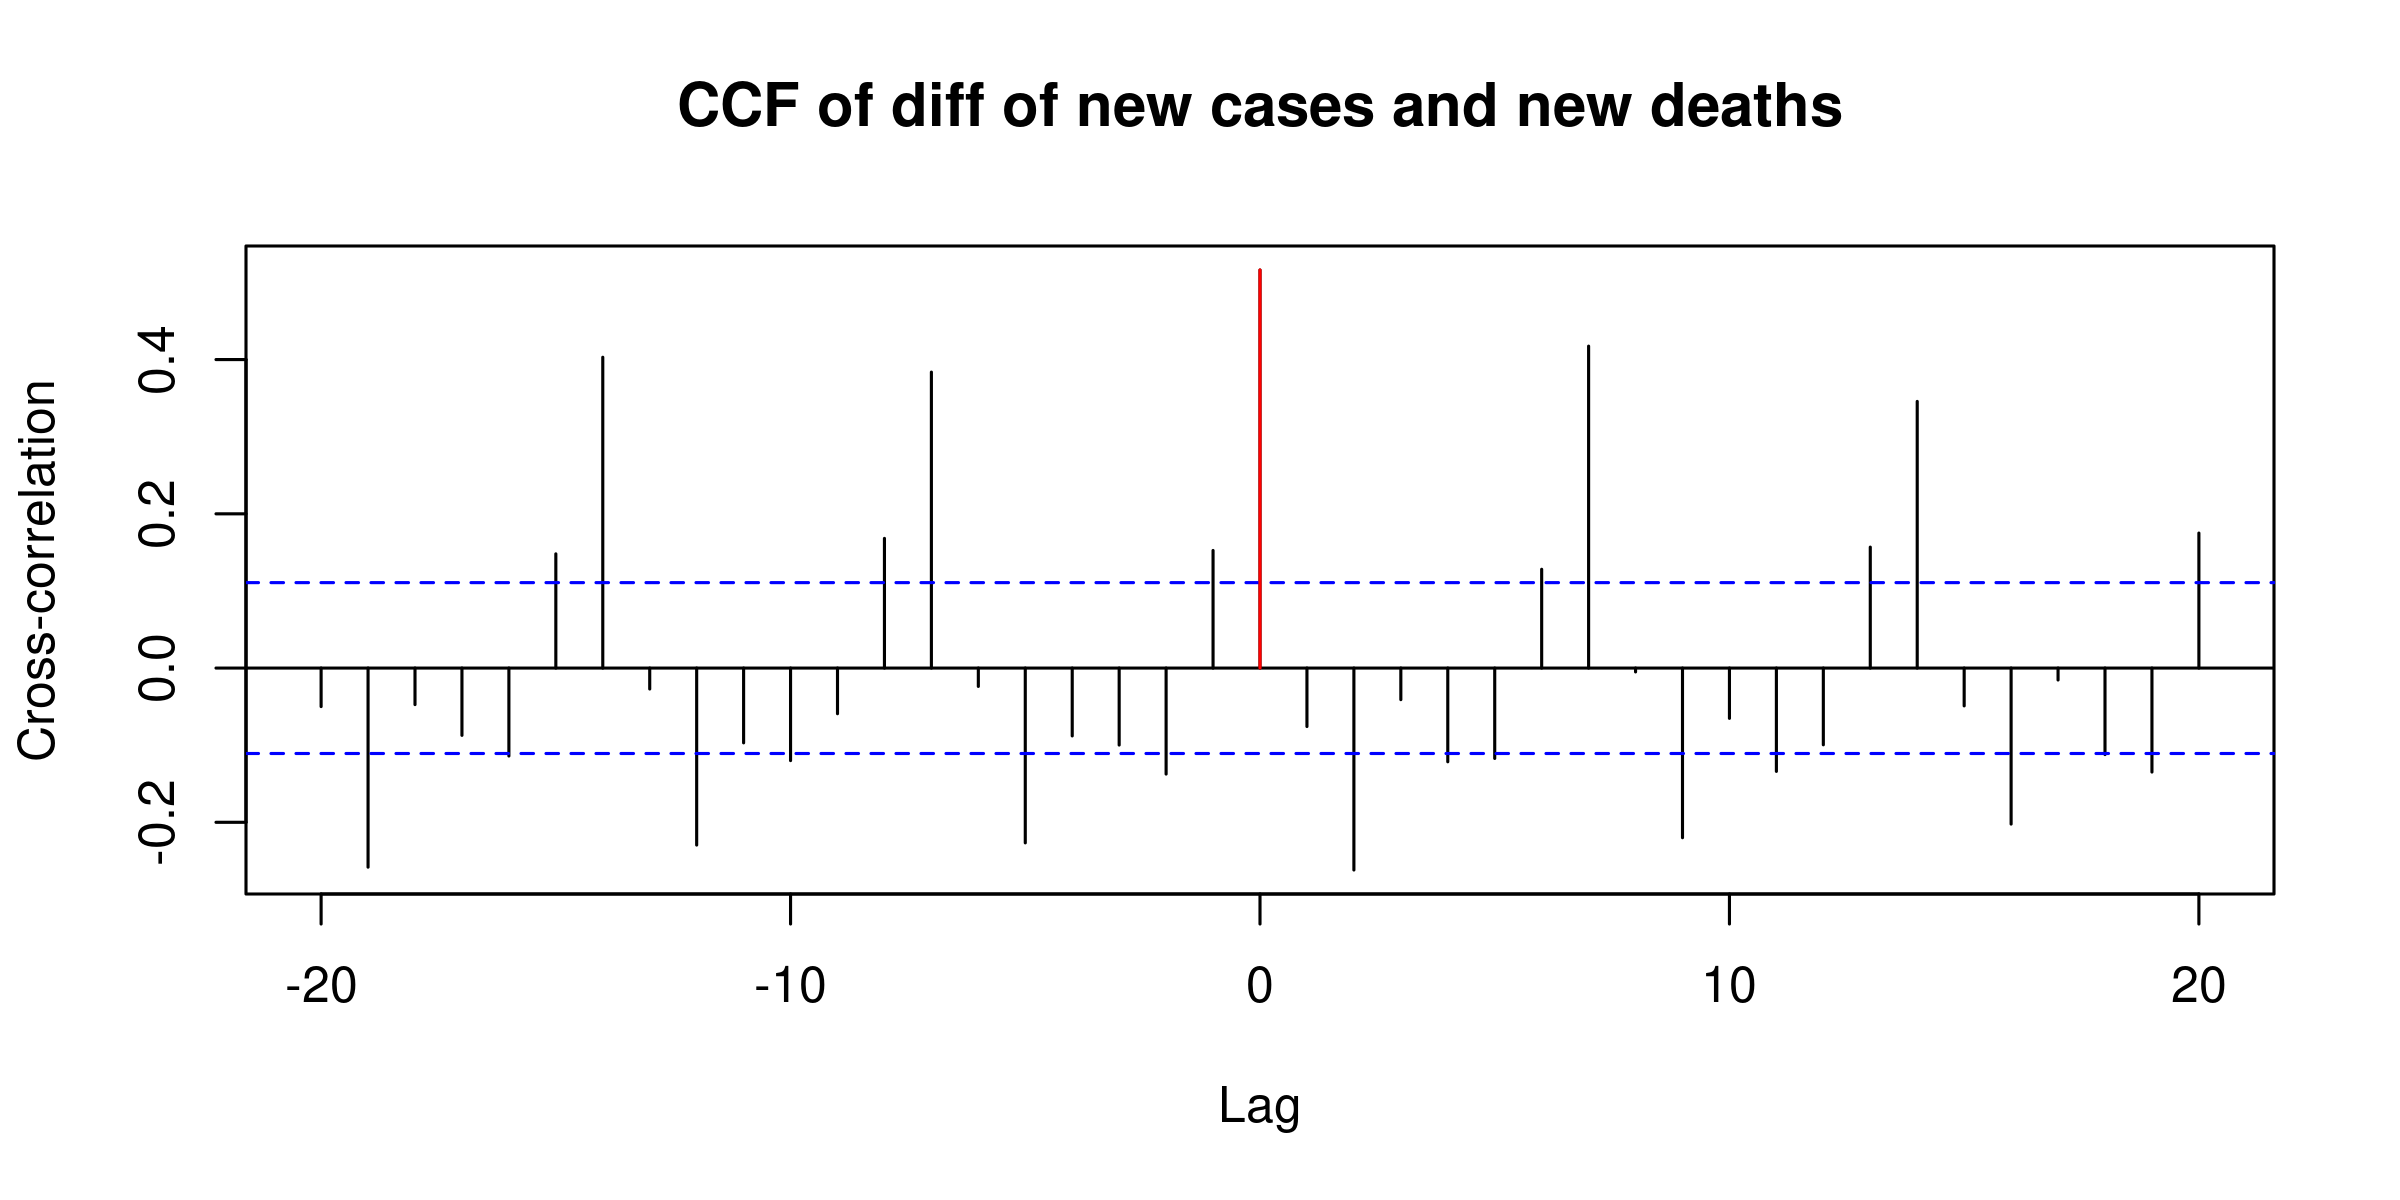 CCF of diff of new cases and new deaths
Cross-correlation
0.4
0.2
0.0
-0.2
-20 -10 0 10 20
Lag